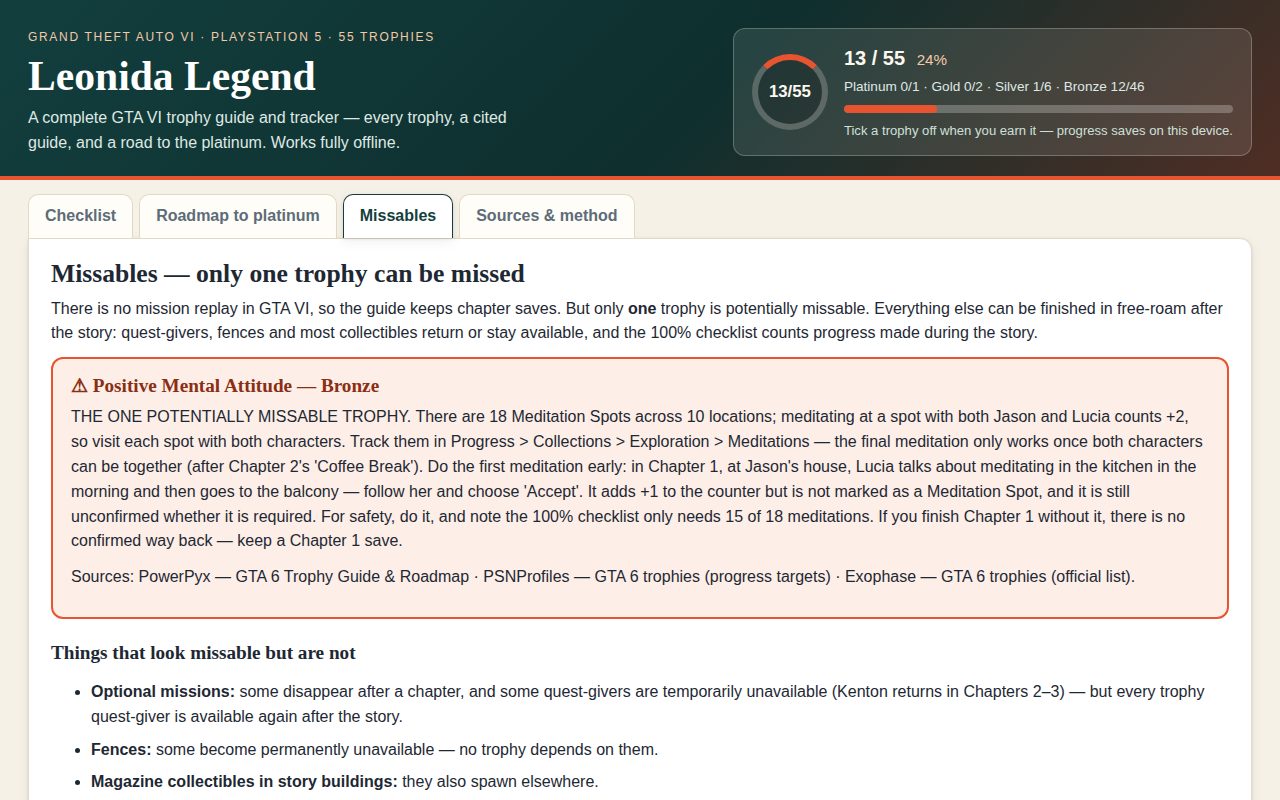 GRAND THEFT AUTO VI · PLAYSTATION 5 · 55 TROPHIES
Leonida Legend
A complete GTA VI trophy guide and tracker — every trophy, a cited
guide, and a road to the platinum. Works fully offline.
13/55
13 / 55 24%
Platinum 0/1 · Gold 0/2 · Silver 1/6 · Bronze 12/46
Tick a trophy off when you earn it — progress saves on this device.
Checklist
Roadmap to platinum
Missables
Sources & method
Missables — only one trophy can be missed
There is no mission replay in GTA VI, so the guide keeps chapter saves. But only one trophy is potentially missable. Everything else can be finished in free-roam after
the story: quest-givers, fences and most collectibles return or stay available, and the 100% checklist counts progress made during the story.
⚠ Positive Mental Attitude — Bronze
THE ONE POTENTIALLY MISSABLE TROPHY. There are 18 Meditation Spots across 10 locations; meditating at a spot with both Jason and Lucia counts +2,
so visit each spot with both characters. Track them in Progress > Collections > Exploration > Meditations — the final meditation only works once both characters
can be together (after Chapter 2's 'Coffee Break'). Do the first meditation early: in Chapter 1, at Jason's house, Lucia talks about meditating in the kitchen in the
morning and then goes to the balcony — follow her and choose 'Accept'. It adds +1 to the counter but is not marked as a Meditation Spot, and it is still
unconfirmed whether it is required. For safety, do it, and note the 100% checklist only needs 15 of 18 meditations. If you finish Chapter 1 without it, there is no
confirmed way back — keep a Chapter 1 save.
Sources: PowerPyx — GTA 6 Trophy Guide & Roadmap · PSNProfiles — GTA 6 trophies (progress targets) · Exophase — GTA 6 trophies (official list).
Things that look missable but are not
• Optional missions: some disappear after a chapter, and some quest-givers are temporarily unavailable (Kenton returns in Chapters 2–3) — but every trophy
quest-giver is available again after the story.
• Fences: some become permanently unavailable — no trophy depends on them.
• Magazine collectibles in story buildings: they also spawn elsewhere.